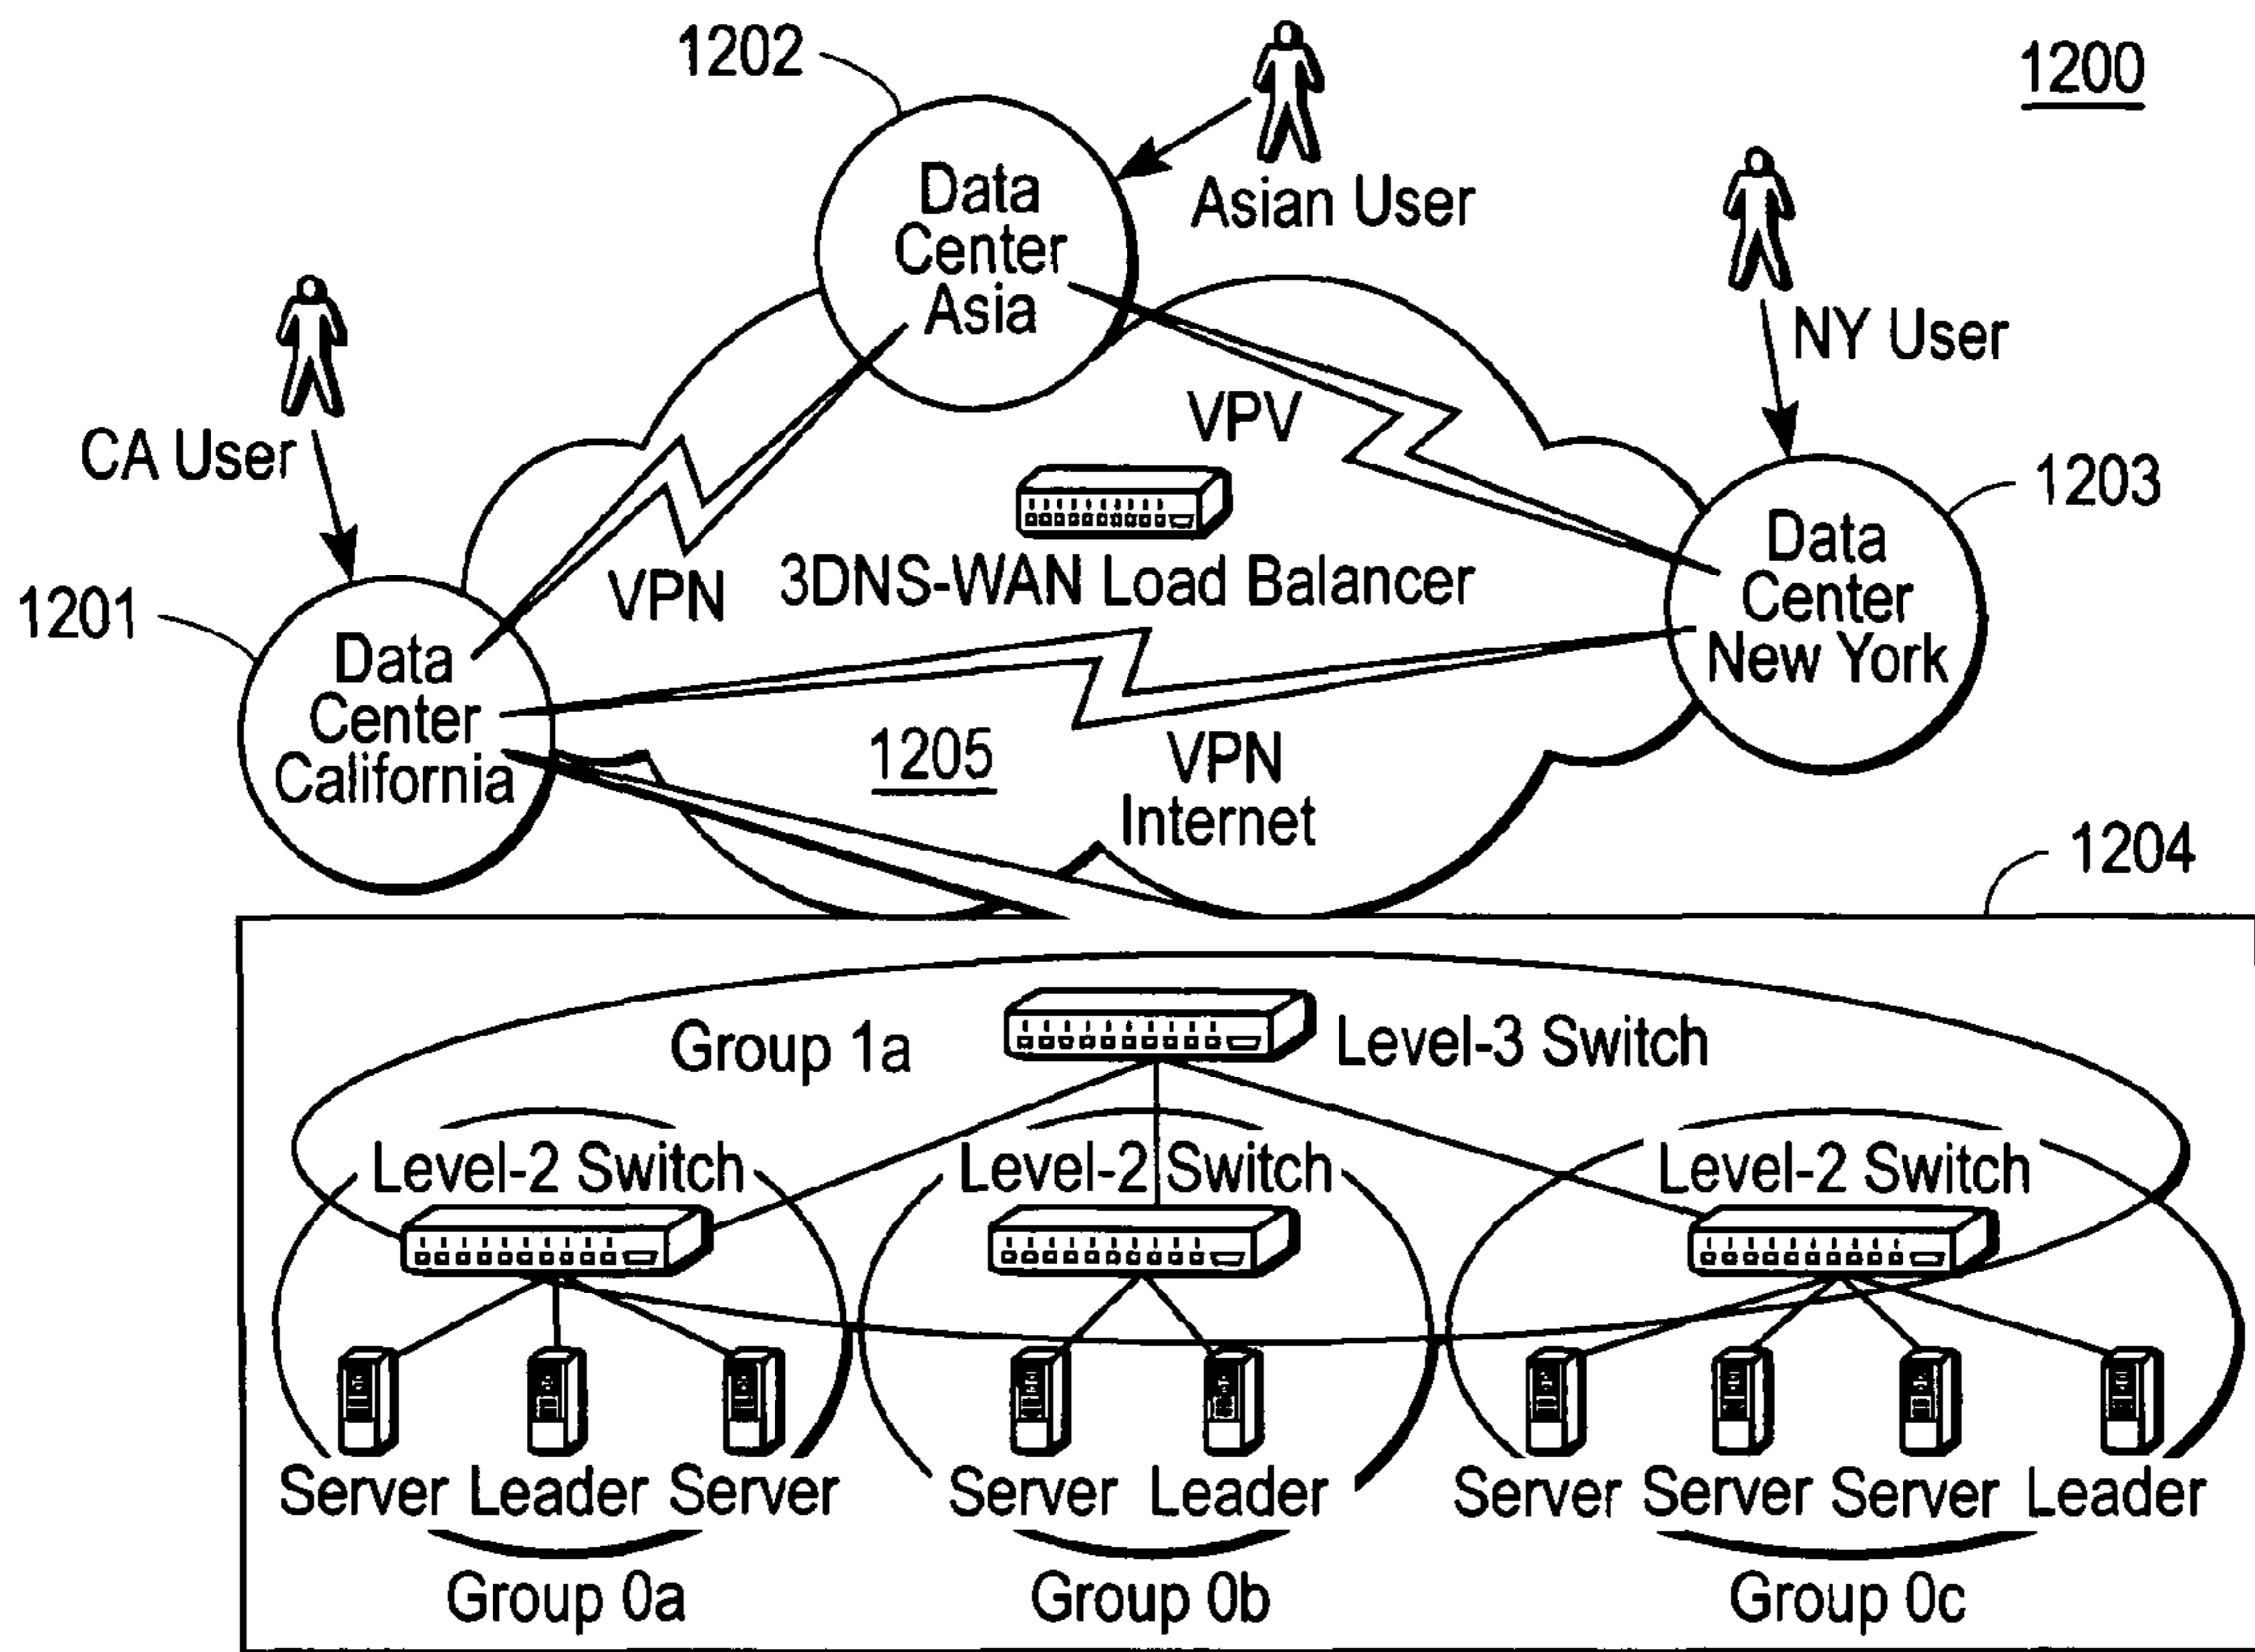 1202
1200
Data
Center
Asia
Asian User
NY User
CA User
VPV
1203
Data
Center
New York
VPN
3DNS-WAN Load Balancer
1201
Data
Center
California
1205
VPN
Internet
1204
Group 1a
Level-3 Switch
Level-2 Switch
Level-2 Switch
Level-2 Switch
Server Leader Server
Server Leader
Server Server Server Leader
Group 0a
Group 0b
Group 0c